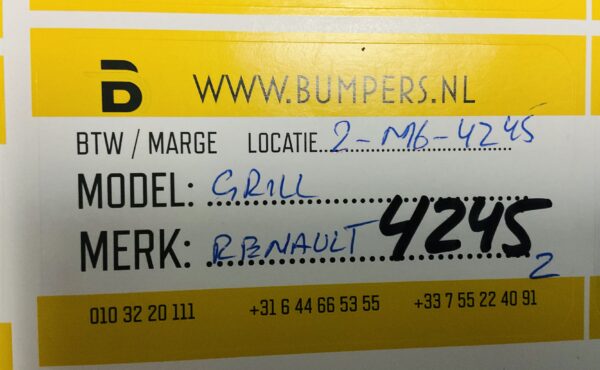 B WWW.BUMPERS.NL
BTW / MARGE LOCATIE 2-M6-4245
MODEL: GRILL
MERK: RENAULT 4245 2
010 32 20 111 +31 6 44 66 53 55 +33 7 55 22 40 91